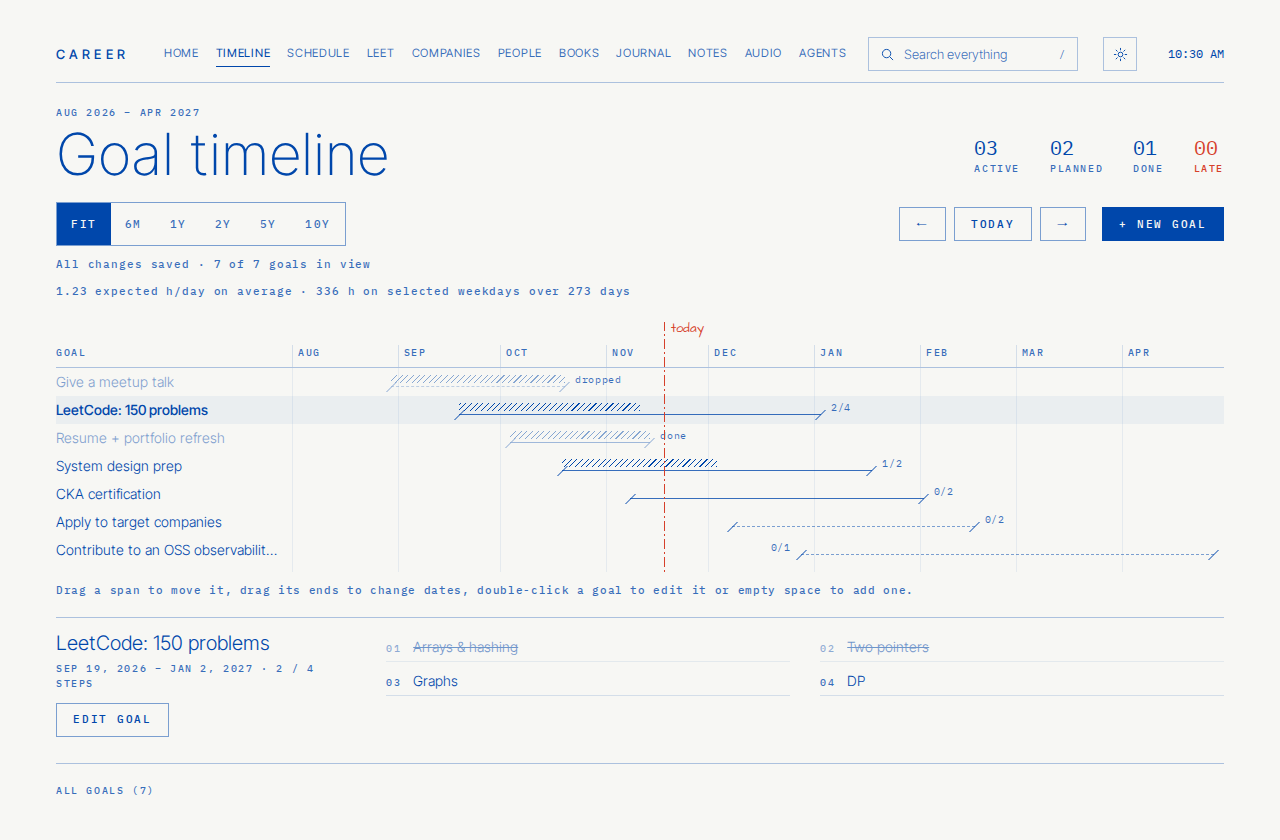 CAREER HOME TIMELINE SCHEDULE LEET COMPANIES PEOPLE BOOKS JOURNAL NOTES AUDIO AGENTS Search everything / 10:30 AM
AUG 2026 – APR 2027
Goal timeline
03 02 01 00
ACTIVE PLANNED DONE LATE
FIT 6M 1Y 2Y 5Y 10Y ← TODAY → + NEW GOAL
All changes saved · 7 of 7 goals in view
1.23 expected h/day on average · 336 h on selected weekdays over 273 days
today
GOAL AUG SEP OCT NOV DEC JAN FEB MAR APR
Give a meetup talk dropped
LeetCode: 150 problems 2/4
Resume + portfolio refresh done
System design prep 1/2
CKA certification 0/2
Apply to target companies 0/2
Contribute to an OSS observabilit... 0/1
Drag a span to move it, drag its ends to change dates, double-click a goal to edit it or empty space to add one.
LeetCode: 150 problems
SEP 19, 2026 – JAN 2, 2027 · 2 / 4
STEPS
EDIT GOAL
01 Arrays & hashing
02 Two pointers
03 Graphs
04 DP
ALL GOALS (7)